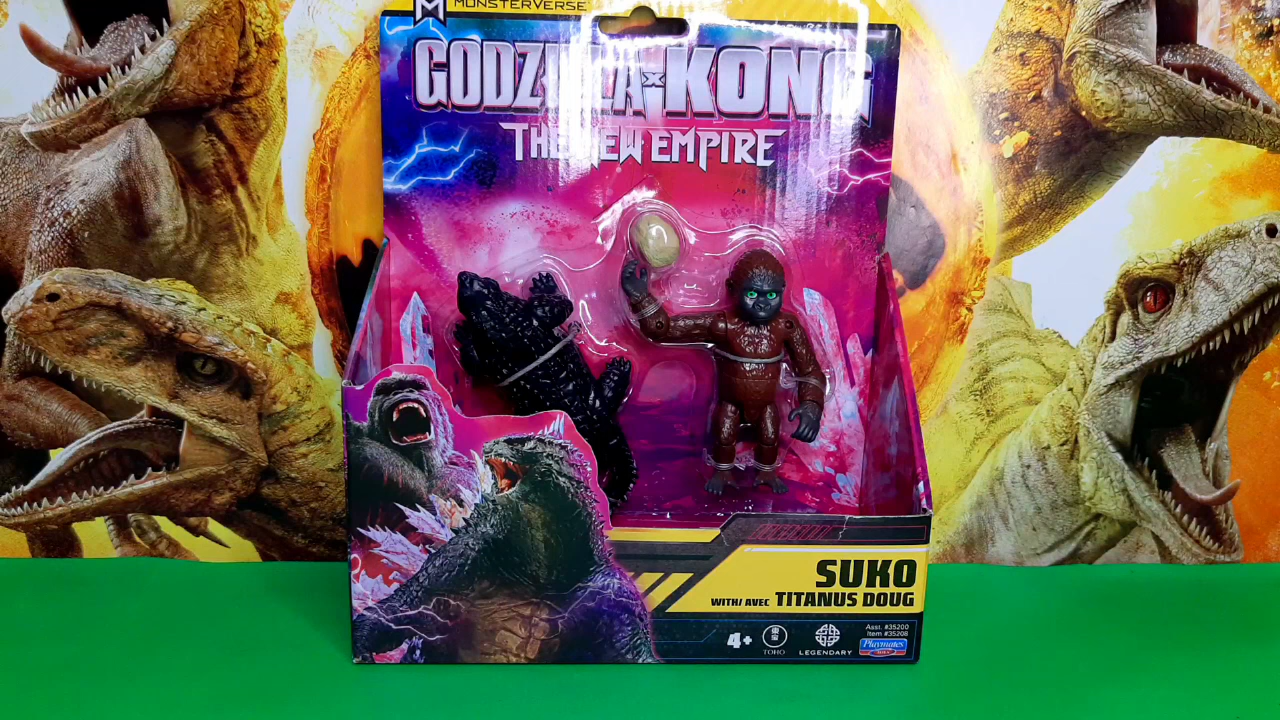 MONSTERVERSE
GODZILLA x KONG
THE NEW EMPIRE
SUKO
WITH/AVEC TITANUS DOUG
4+
TOHO
LEGENDARY
Asst. #35200
Item #35208
Playmates
TOYS